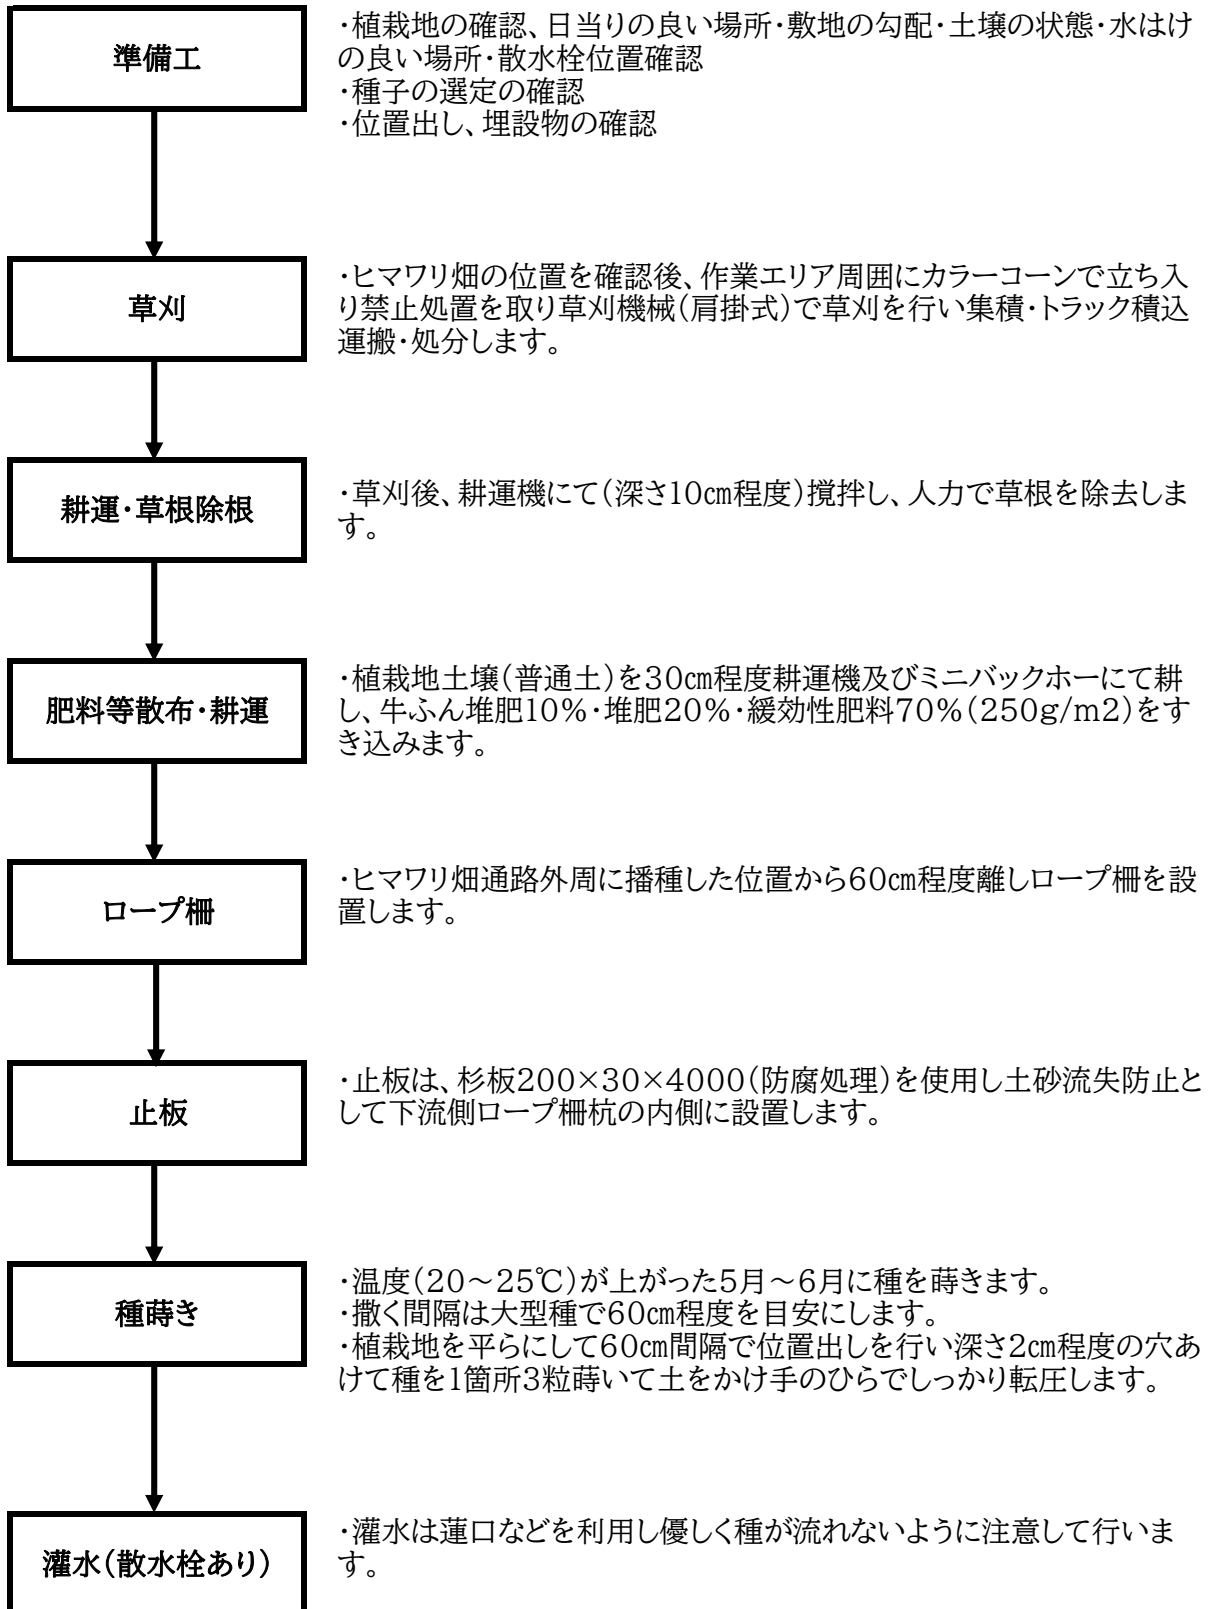 準備工
・植栽地の確認、日当りの良い場所・敷地の勾配・土壌の状態・水はけ
の良い場所・散水栓位置確認
・種子の選定の確認
・位置出し、埋設物の確認
草刈
・ヒマワリ畑の位置を確認後、作業エリア周囲にカラーコーンで立ち入
り禁止処置を取り草刈機械(肩掛式)で草刈を行い集積・トラック積込
運搬・処分します。
耕運・草根除根
・草刈後、耕運機にて(深さ10㎝程度)撹拌し、人力で草根を除去しま
す。
肥料等散布・耕運
・植栽地土壌(普通土)を30㎝程度耕運機及びミニバックホーにて耕
し、牛ふん堆肥10%・堆肥20%・緩効性肥料70%(250g/m2)をす
き込みます。
ロープ柵
・ヒマワリ畑通路外周に播種した位置から60㎝程度離しロープ柵を設
置します。
止板
・止板は、杉板200×30×4000(防腐処理)を使用し土砂流失防止と
して下流側ロープ柵杭の内側に設置します。
種蒔き
・温度(20~25℃)が上がった5月~6月に種を蒔きます。
・撒く間隔は大型種で60㎝程度を目安にします。
・植栽地を平らにして60㎝間隔で位置出しを行い深さ2㎝程度の穴あ
けて種を1箇所3粒蒔いて土をかけ手のひらでしっかり転圧します。
灌水(散水栓あり)
・灌水は蓮口などを利用し優しく種が流れないように注意して行いま
す。